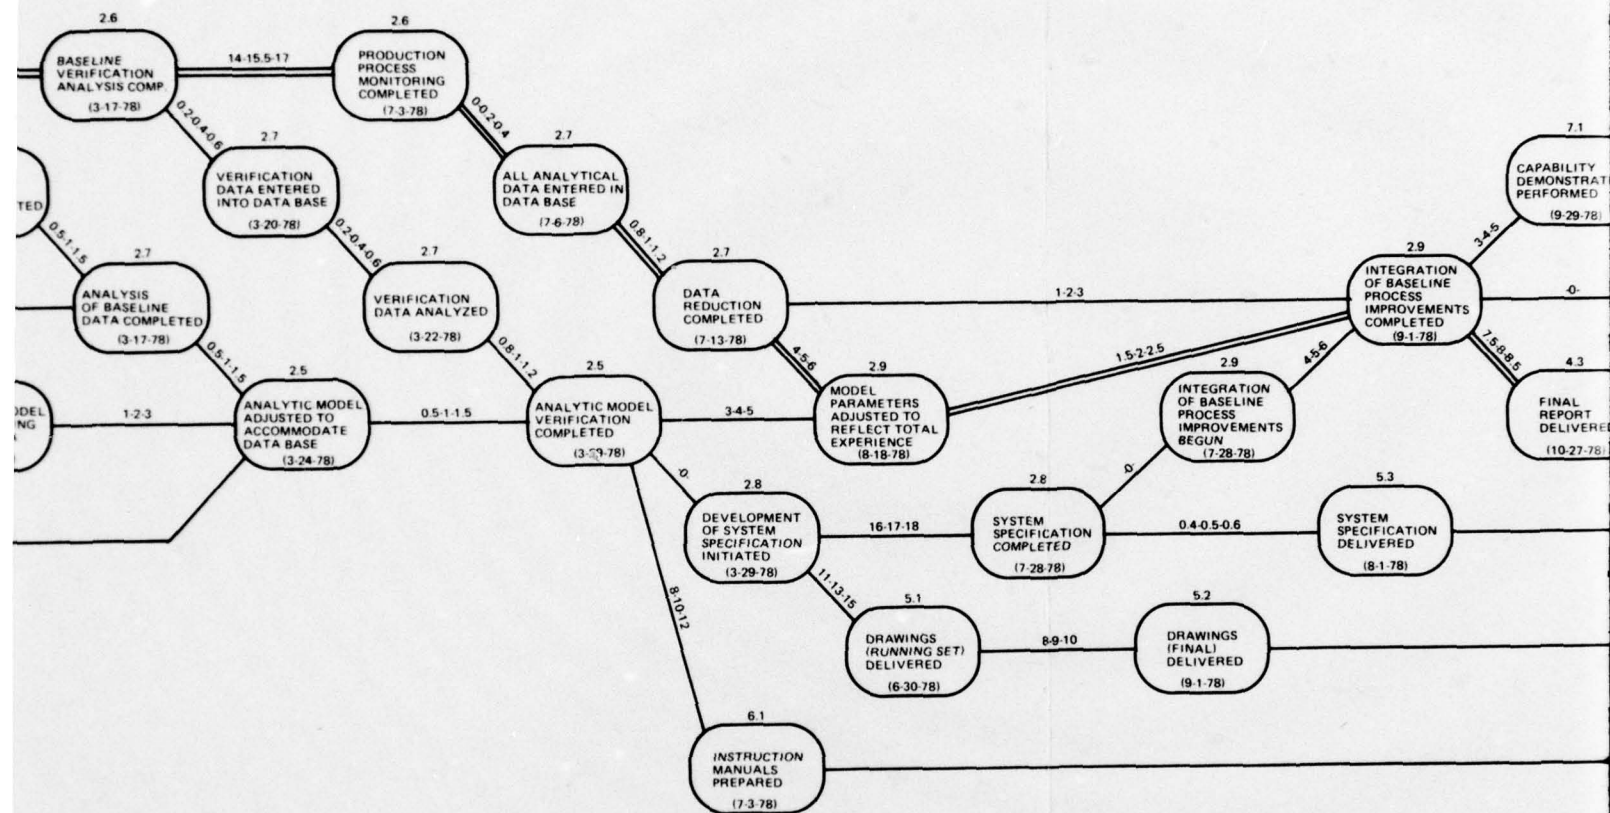 2.6
BASELINE
VERIFICATION
ANALYSIS COMP.
(3-17-78)
14-15.5-17
2.6
PRODUCTION
PROCESS
MONITORING
COMPLETED
(7-3-78)
0.2-0.4-0.6
0-0.2-0.4
2.7
VERIFICATION
DATA ENTERED
INTO DATA BASE
(3-20-78)
2.7
ALL ANALYTICAL
DATA ENTERED IN
DATA BASE
(7-6-78)
7.1
CAPABILITY
PERFORMED
(9-29-78)
0.5-1-1.5
0.2-0.4-0.6
0.8-1-1.2
3-4-5
2.7
ANALYSIS
OF BASELINE
DATA COMPLETED
(3-17-78)
2.7
VERIFICATION
DATA ANALYZED
(3-22-78)
2.7
DATA
REDUCTION
COMPLETED
(7-13-78)
1-2-3
2.9
INTEGRATION
OF BASELINE
PROCESS
IMPROVEMENTS
COMPLETED
(9-1-78)
-0-
0.5-1-1.5
0.8-1-1.2
4-5-6
1.5-2-2.5
4-5-6
7.5-8-8.5
1-2-3
2.5
ANALYTIC MODEL
ADJUSTED TO
ACCOMMODATE
DATA BASE
(3-24-78)
0.5-1-1.5
2.5
ANALYTIC MODEL
VERIFICATION
COMPLETED
3-4-5
2.9
MODEL
PARAMETERS
ADJUSTED TO
REFLECT TOTAL
EXPERIENCE
(8-18-78)
2.9
INTEGRATION
OF BASELINE
PROCESS
IMPROVEMENTS
BEGUN
(7-28-78)
4.3
FINAL
REPORT
(10-27-78)
-0-
-0-
2.8
DEVELOPMENT
OF SYSTEM
SPECIFICATION
INITIATED
(3-29-78)
16-17-18
2.8
SYSTEM
SPECIFICATION
COMPLETED
(7-28-78)
0.4-0.5-0.6
5.3
SYSTEM
SPECIFICATION
DELIVERED
(8-1-78)
8-10-12
11-13-15
5.1
DRAWINGS
(RUNNING SET)
DELIVERED
(6-30-78)
8-9-10
5.2
DRAWINGS
(FINAL)
DELIVERED
(9-1-78)
6.1
INSTRUCTION
MANUALS
PREPARED
(7-3-78)